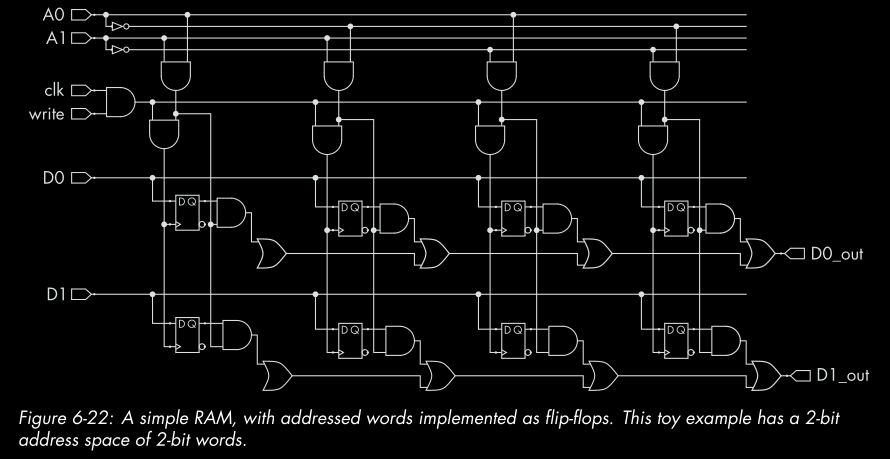 A0
A1
clk
write
D0
D Q D Q D Q D Q
D0_out
D1
D Q D Q D Q D Q
D1_out
Figure 6-22: A simple RAM, with addressed words implemented as flip-flops. This toy example has a 2-bit
address space of 2-bit words.